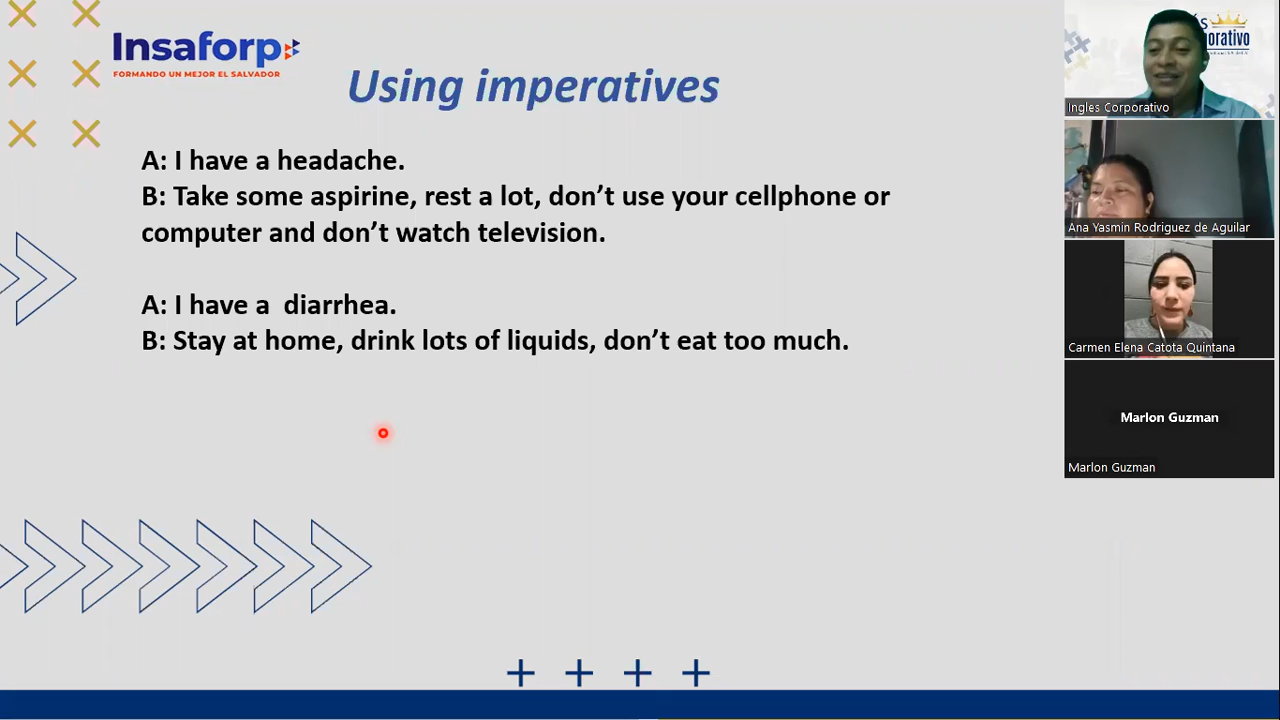 Insaforp
FORMANDO UN MEJOR EL SALVADOR
Using imperatives
A: I have a headache.
B: Take some aspirine, rest a lot, don’t use your cellphone or
computer and don’t watch television.
A: I have a  diarrhea.
B: Stay at home, drink lots of liquids, don’t eat too much.
Ingles Corporativo
Ana Yasmin Rodriguez de Aguilar
Carmen Elena Catota Quintana
Marlon Guzman
Marlon Guzman